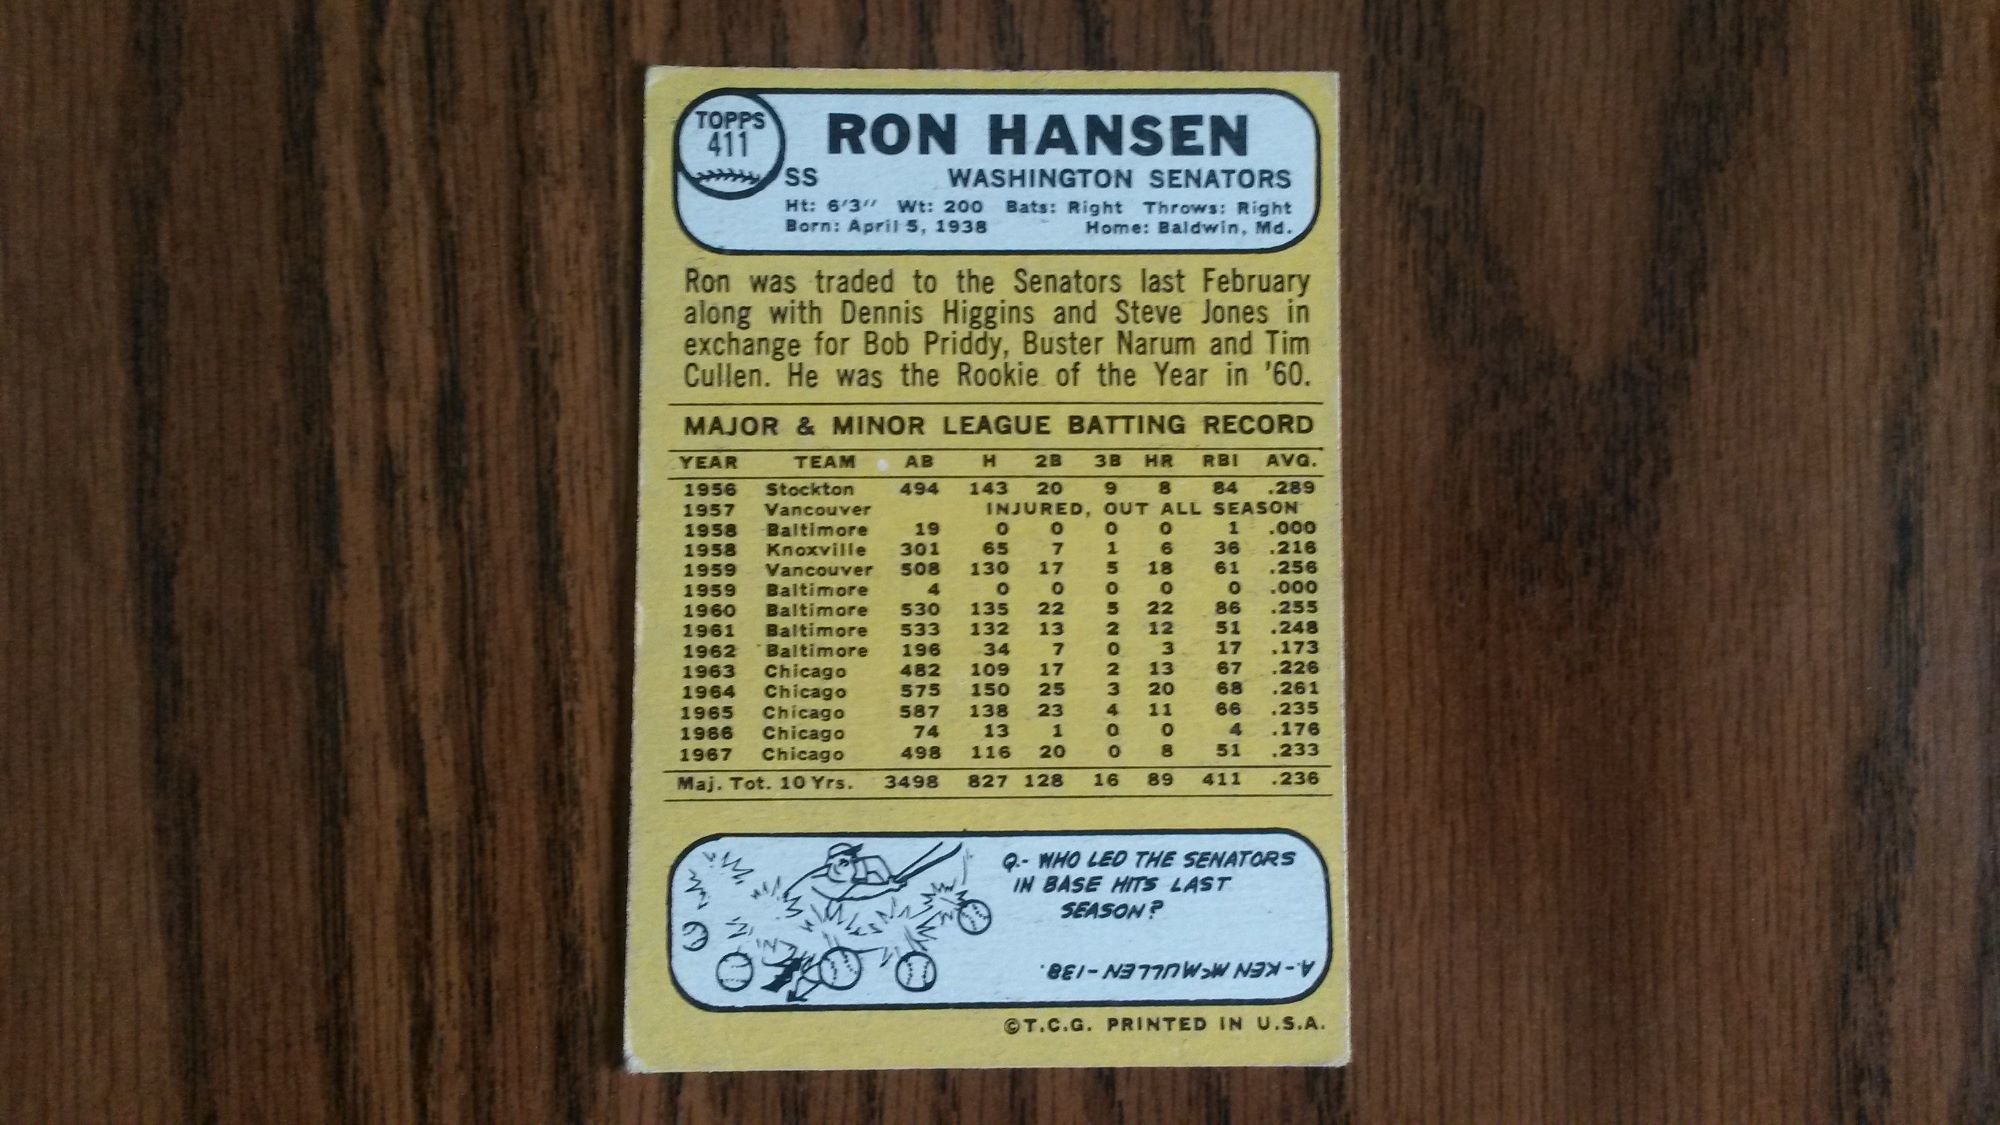 TOPPS
411
RON HANSEN
SS WASHINGTON SENATORS
Ht: 6'3" Wt: 200 Bats: Right Throws: Right
Born: April 5, 1938 Home: Baldwin, Md.
Ron was traded to the Senators last February
along with Dennis Higgins and Steve Jones in
exchange for Bob Priddy, Buster Narum and Tim
Cullen. He was the Rookie of the Year in '60.
MAJOR & MINOR LEAGUE BATTING RECORD
YEAR TEAM AB H 2B 3B HR RBI AVG.
1956 Stockton 494 143 20 9 8 84 .289
1957 Vancouver INJURED, OUT ALL SEASON
1958 Baltimore 19 0 0 0 0 1 .000
1958 Knoxville 301 65 7 1 6 36 .216
1959 Vancouver 508 130 17 5 18 61 .256
1959 Baltimore 4 0 0 0 0 0 .000
1960 Baltimore 530 135 22 5 22 86 .255
1961 Baltimore 533 132 13 2 12 51 .248
1962 Baltimore 196 34 7 0 3 17 .173
1963 Chicago 482 109 17 2 13 67 .226
1964 Chicago 575 150 25 3 20 68 .261
1965 Chicago 587 138 23 4 11 66 .235
1966 Chicago 74 13 1 0 0 4 .176
1967 Chicago 498 116 20 0 8 51 .233
Maj. Tot. 10 Yrs. 3498 827 128 16 89 411 .236
Q.- WHO LED THE SENATORS
IN BASE HITS LAST
SEASON?
A.- KEN McMULLEN - 138.
©T.C.G. PRINTED IN U.S.A.